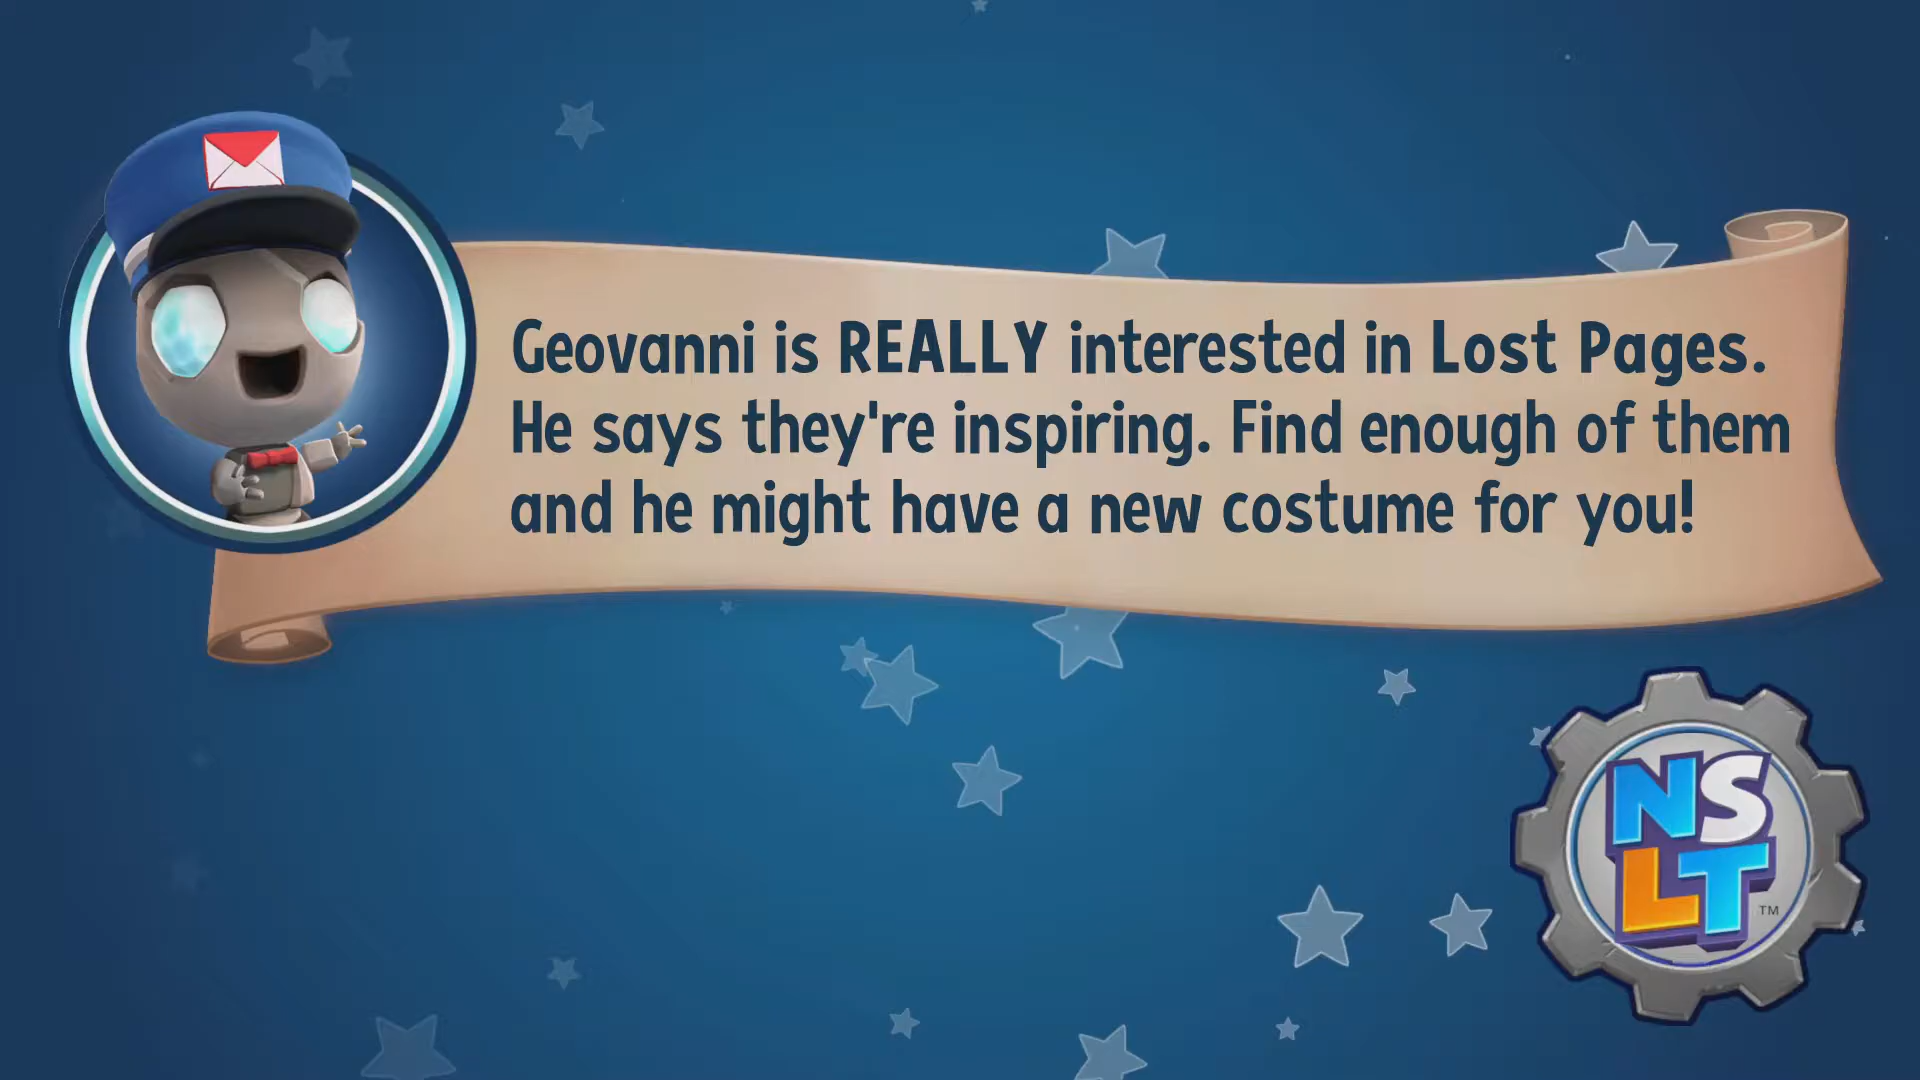 Geovanni is REALLY interested in Lost Pages.
He says they're inspiring. Find enough of them
and he might have a new costume for you!
NS
LT
TM